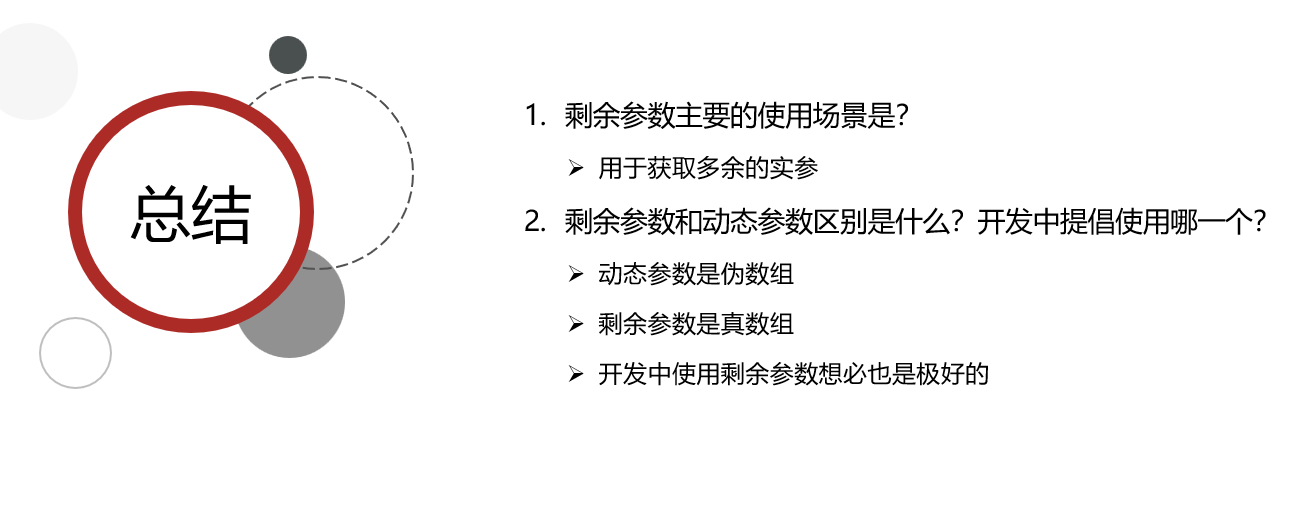 总结
1. 剩余参数主要的使用场景是？
➢ 用于获取多余的实参
2. 剩余参数和动态参数区别是什么？开发中提倡使用哪一个？
➢ 动态参数是伪数组
➢ 剩余参数是真数组
➢ 开发中使用剩余参数想必也是极好的